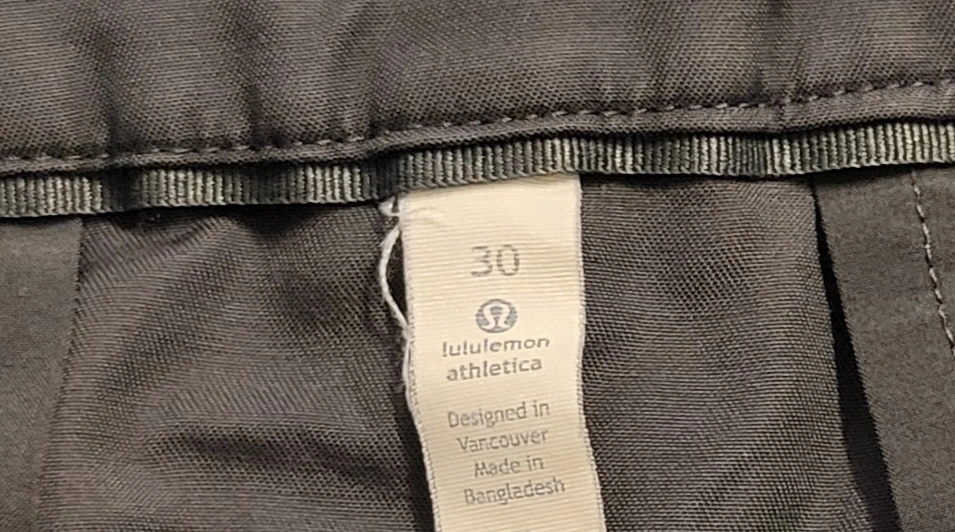 30
lululemon
athletica
Designed in
Vancouver
Made in
Bangladesh